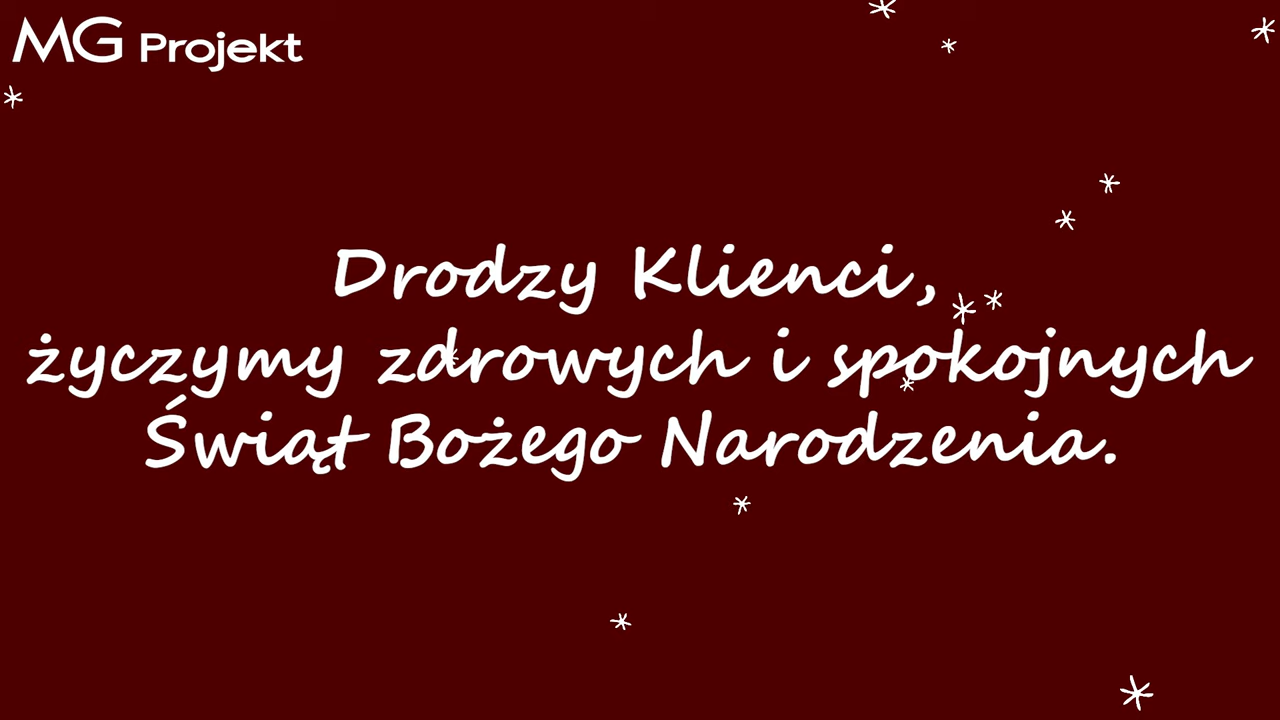 MG Projekt
Drodzy Klienci,
życzymy zdrowych i spokojnych
Świąt Bożego Narodzenia.